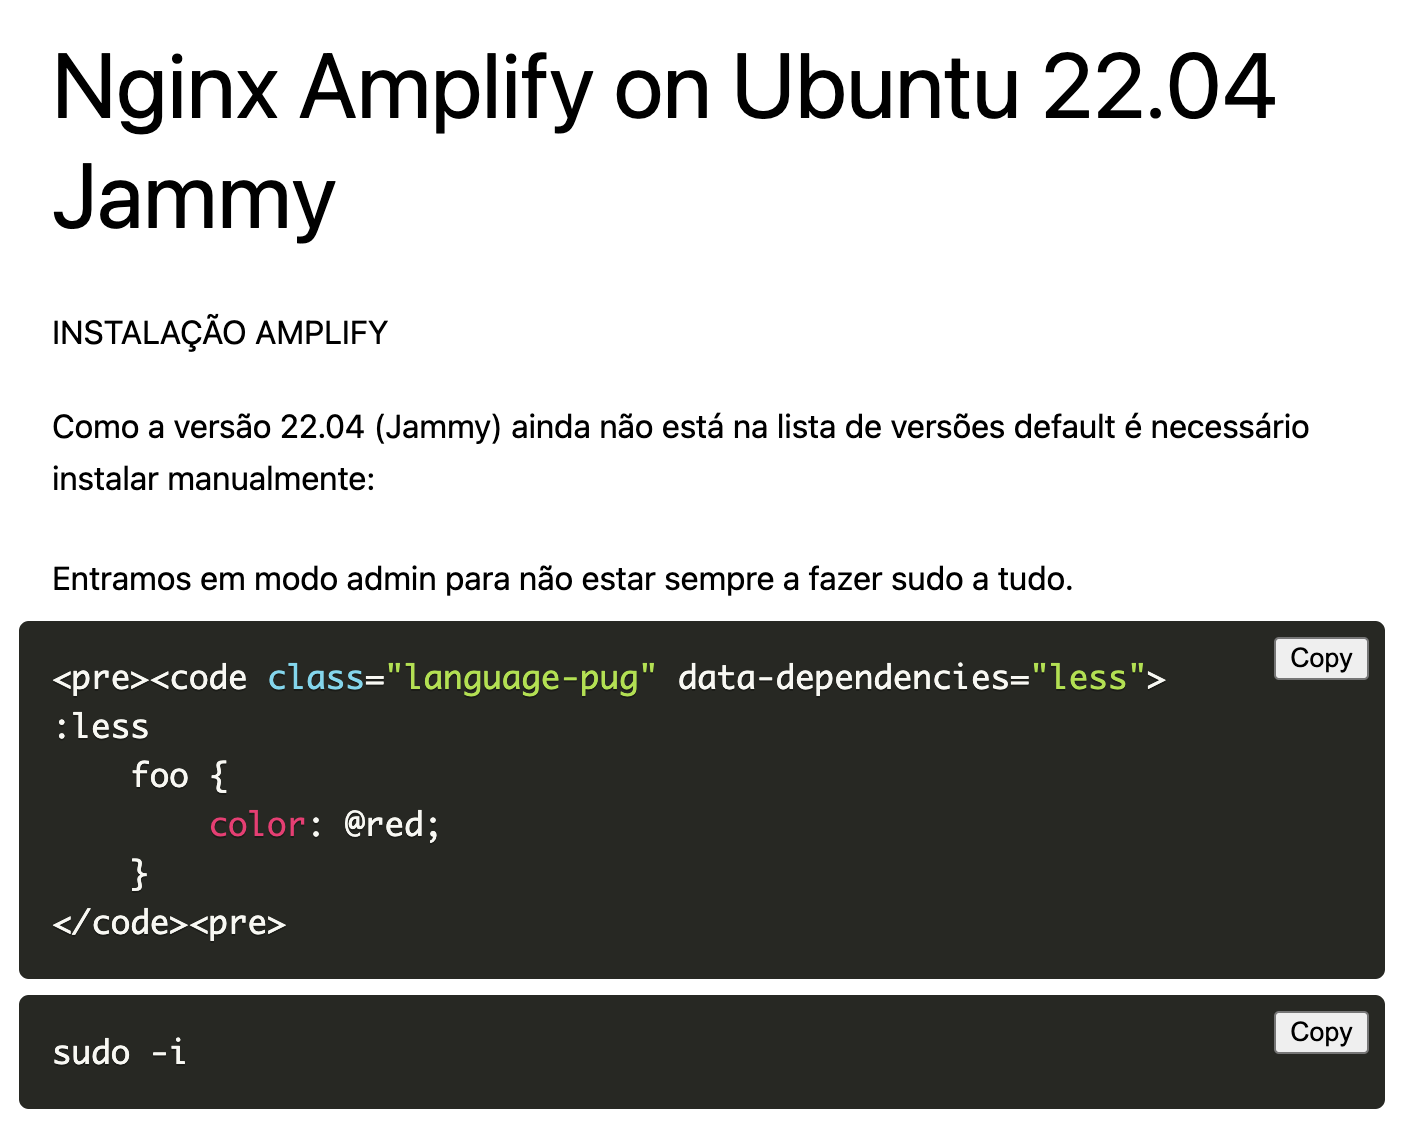 Nginx Amplify on Ubuntu 22.04
Jammy
INSTALAÇÃO AMPLIFY
Como a versão 22.04 (Jammy) ainda não está na lista de versões default é necessário
instalar manualmente:
Entramos em modo admin para não estar sempre a fazer sudo a tudo.
Copy
<pre><code class="language-pug" data-dependencies="less">
:less
    foo {
        color: @red;
    }
</code><pre>
Copy
sudo -i